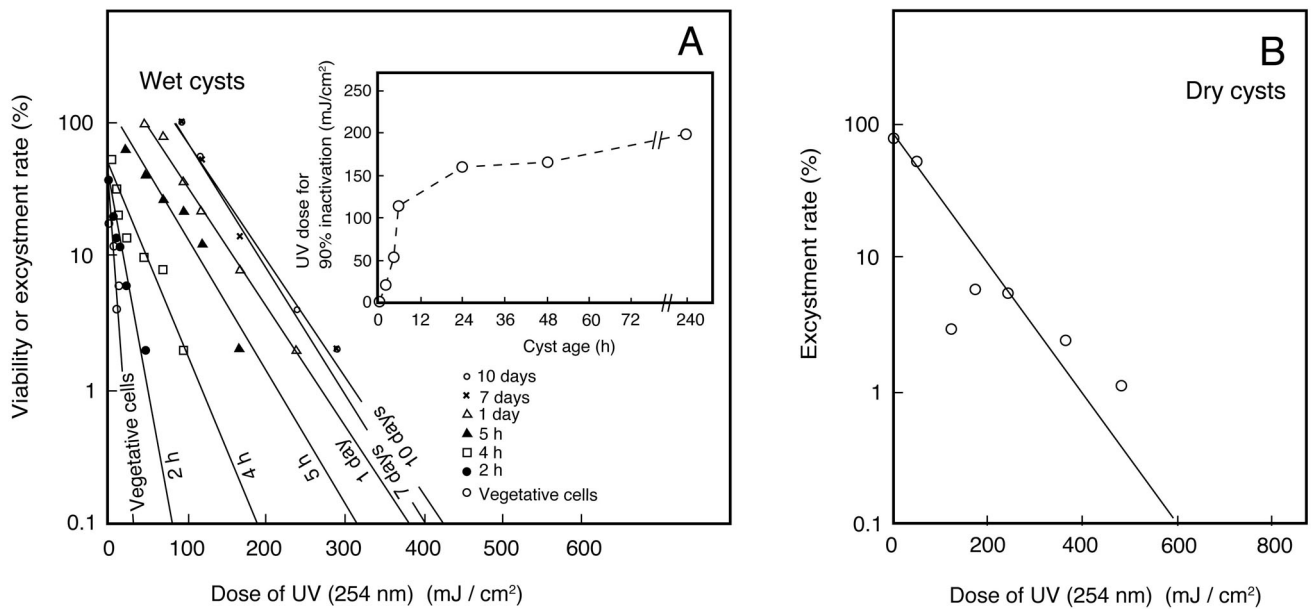 A
Wet cysts
Viability or excystment rate (%)
100
10
1
0.1
0 100 200 300 400 500 600
Dose of UV (254 nm) (mJ / cm²)
Vegetative cells
2 h
4 h
5 h
1 day
7 days
10 days
UV dose for
90% inactivation (mJ/cm²)
250
200
150
100
50
0
0 12 24 36 48 60 72 240
Cyst age (h)
10 days
7 days
1 day
5 h
4 h
2 h
Vegetative cells
B
Dry cysts
Excystment rate (%)
100
10
1
0.1
0 200 400 600 800
Dose of UV (254 nm) (mJ / cm²)